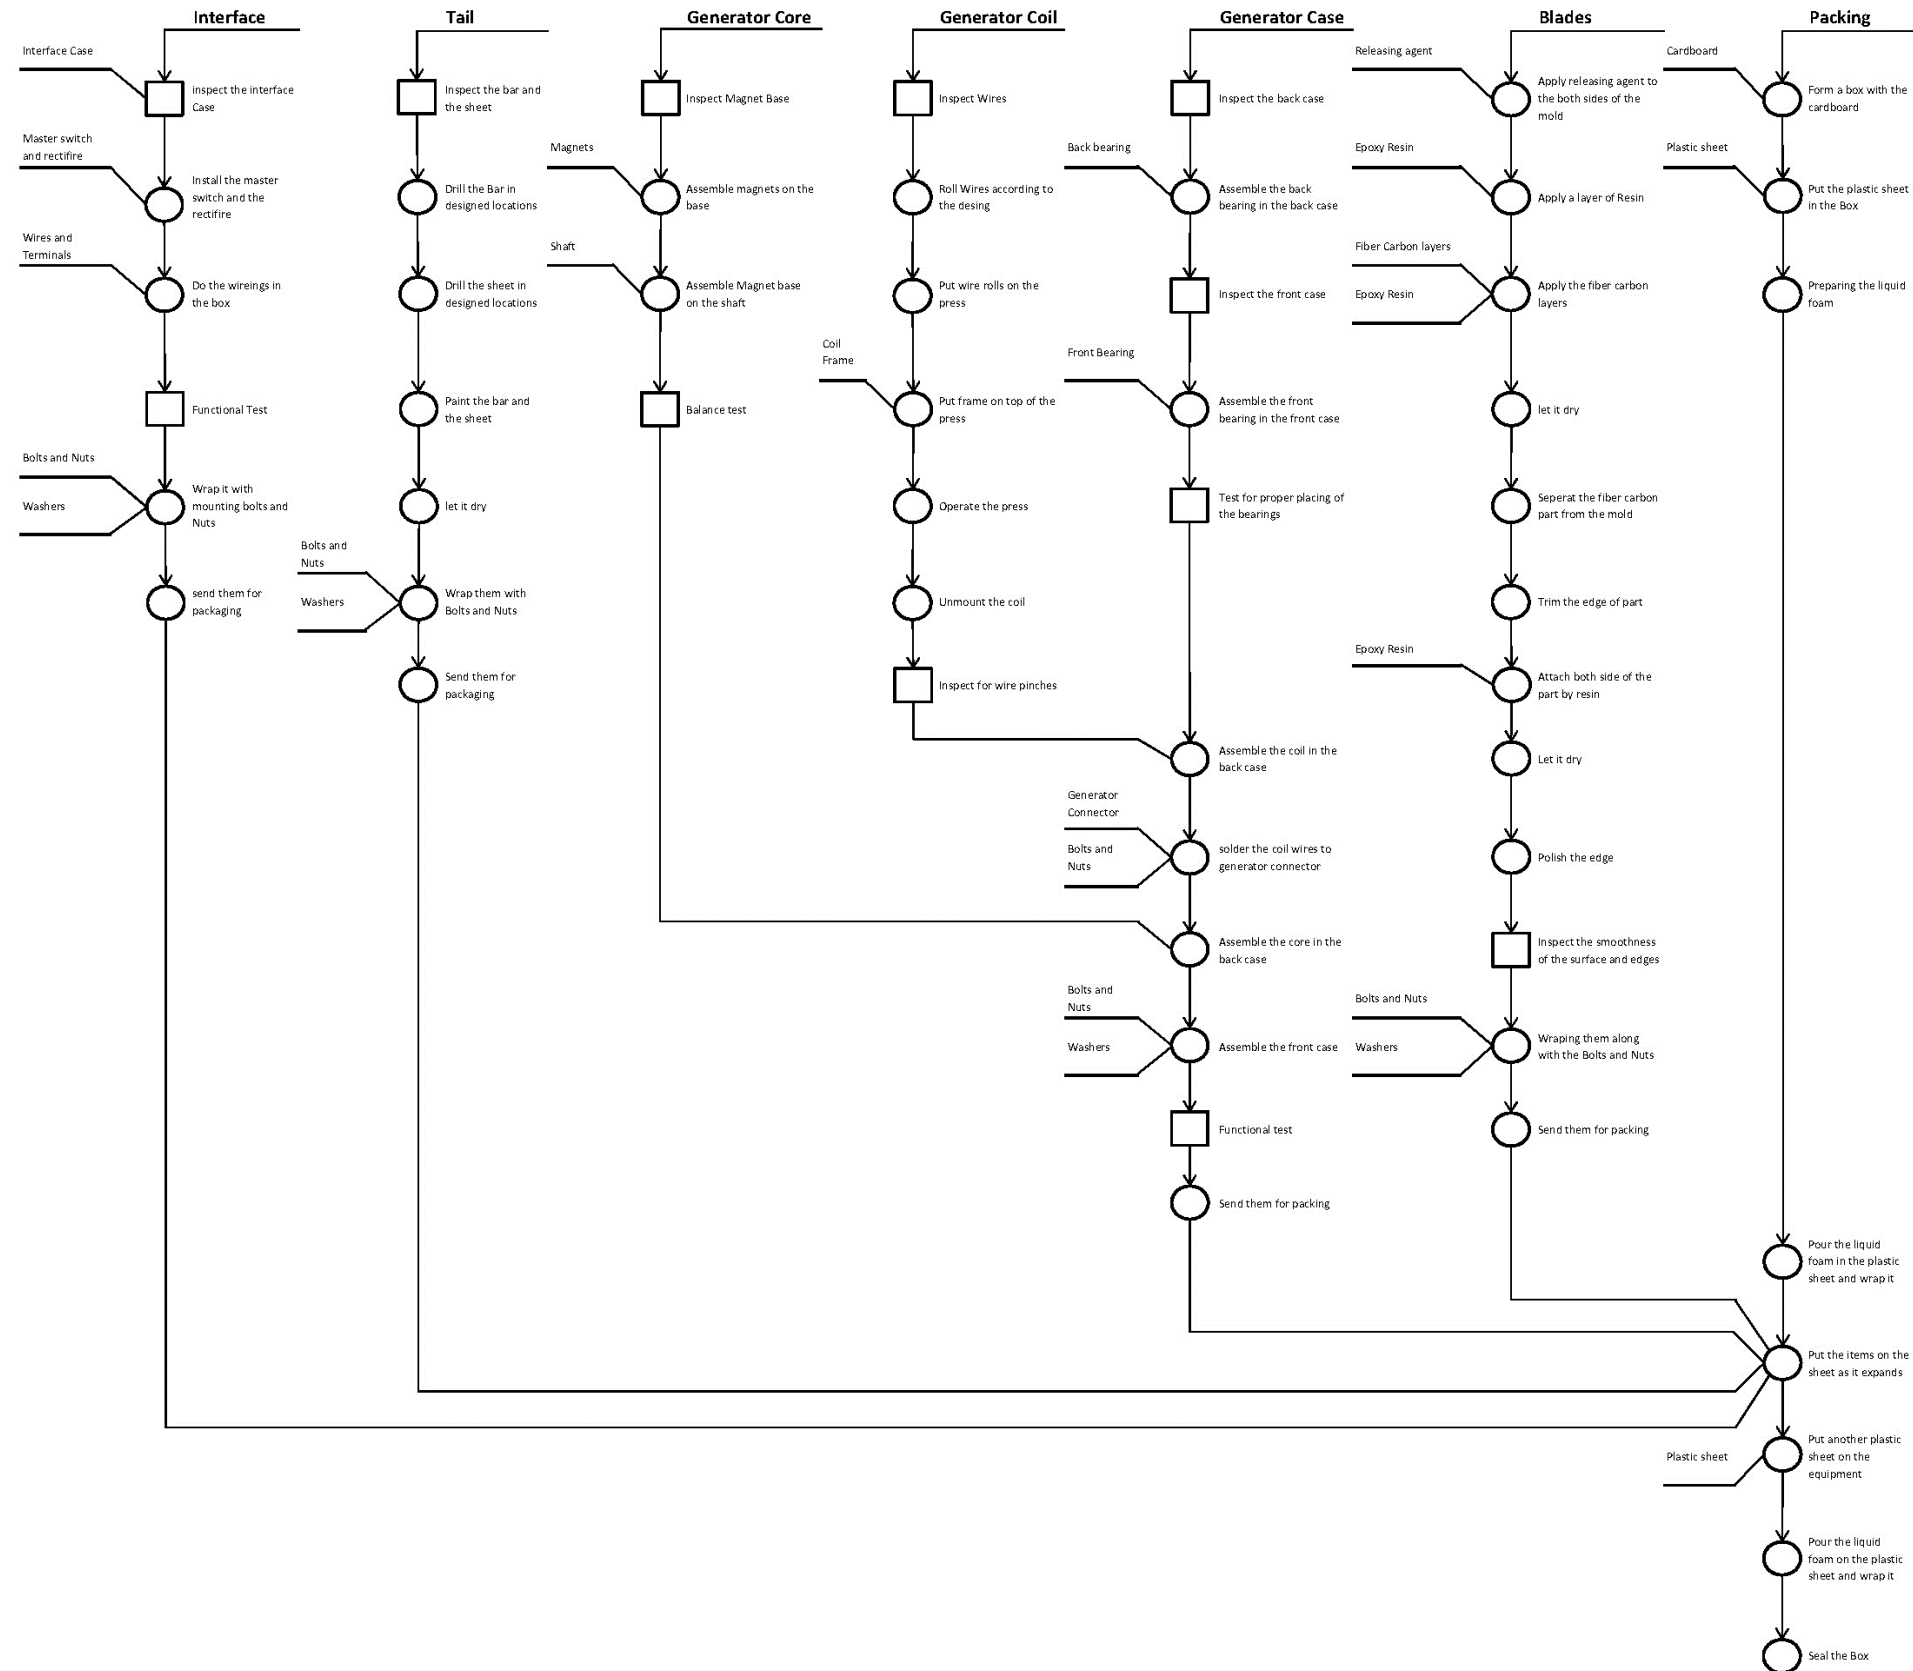 Interface
Tail
Generator Core
Generator Coil
Generator Case
Blades
Packing
Interface Case
inspect the interface
Case
Master switch
and rectifire
Install the master
switch and the
rectifire
Wires and
Terminals
Do the wireings in
the box
Functional Test
Bolts and Nuts
Washers
Wrap it with
mounting bolts and
Nuts
send them for
packaging
Inspect the bar and
the sheet
Drill the Bar in
designed locations
Drill the sheet in
designed locations
Paint the bar and
the sheet
let it dry
Bolts and
Nuts
Washers
Wrap them with
Bolts and Nuts
Send them for
packaging
Inspect Magnet Base
Magnets
Assemble magnets on the
base
Shaft
Assemble Magnet base
on the shaft
Balance test
Inspect Wires
Roll Wires according to
the desing
Put wire rolls on the
press
Coil
Frame
Put frame on top of the
press
Operate the press
Unmount the coil
Inspect for wire pinches
Inspect the back case
Back bearing
Assemble the back
bearing in the back case
Inspect the front case
Front Bearing
Assemble the front
bearing in the front case
Test for proper placing of
the bearings
Assemble the coil in the
back case
Generator
Connector
Bolts and
Nuts
solder the coil wires to
generator connector
Assemble the core in the
back case
Bolts and
Nuts
Washers
Assemble the front case
Functional test
Send them for packing
Releasing agent
Apply releasing agent to
the both sides of the
mold
Epoxy Resin
Apply a layer of Resin
Fiber Carbon layers
Epoxy Resin
Apply the fiber carbon
layers
let it dry
Seperat the fiber carbon
part from the mold
Trim the edge of part
Epoxy Resin
Attach both side of the
part by resin
Let it dry
Polish the edge
Inspect the smoothness
of the surface and edges
Bolts and Nuts
Washers
Wraping them along
with the Bolts and Nuts
Send them for packing
Cardboard
Form a box with the
cardboard
Plastic sheet
Put the plastic sheet
in the Box
Preparing the liquid
foam
Pour the liquid
foam in the plastic
sheet and wrap it
Put the items on the
sheet as it expands
Plastic sheet
Put another plastic
sheet on the
equipment
Pour the liquid
foam on the plastic
sheet and wrap it
Seal the Box